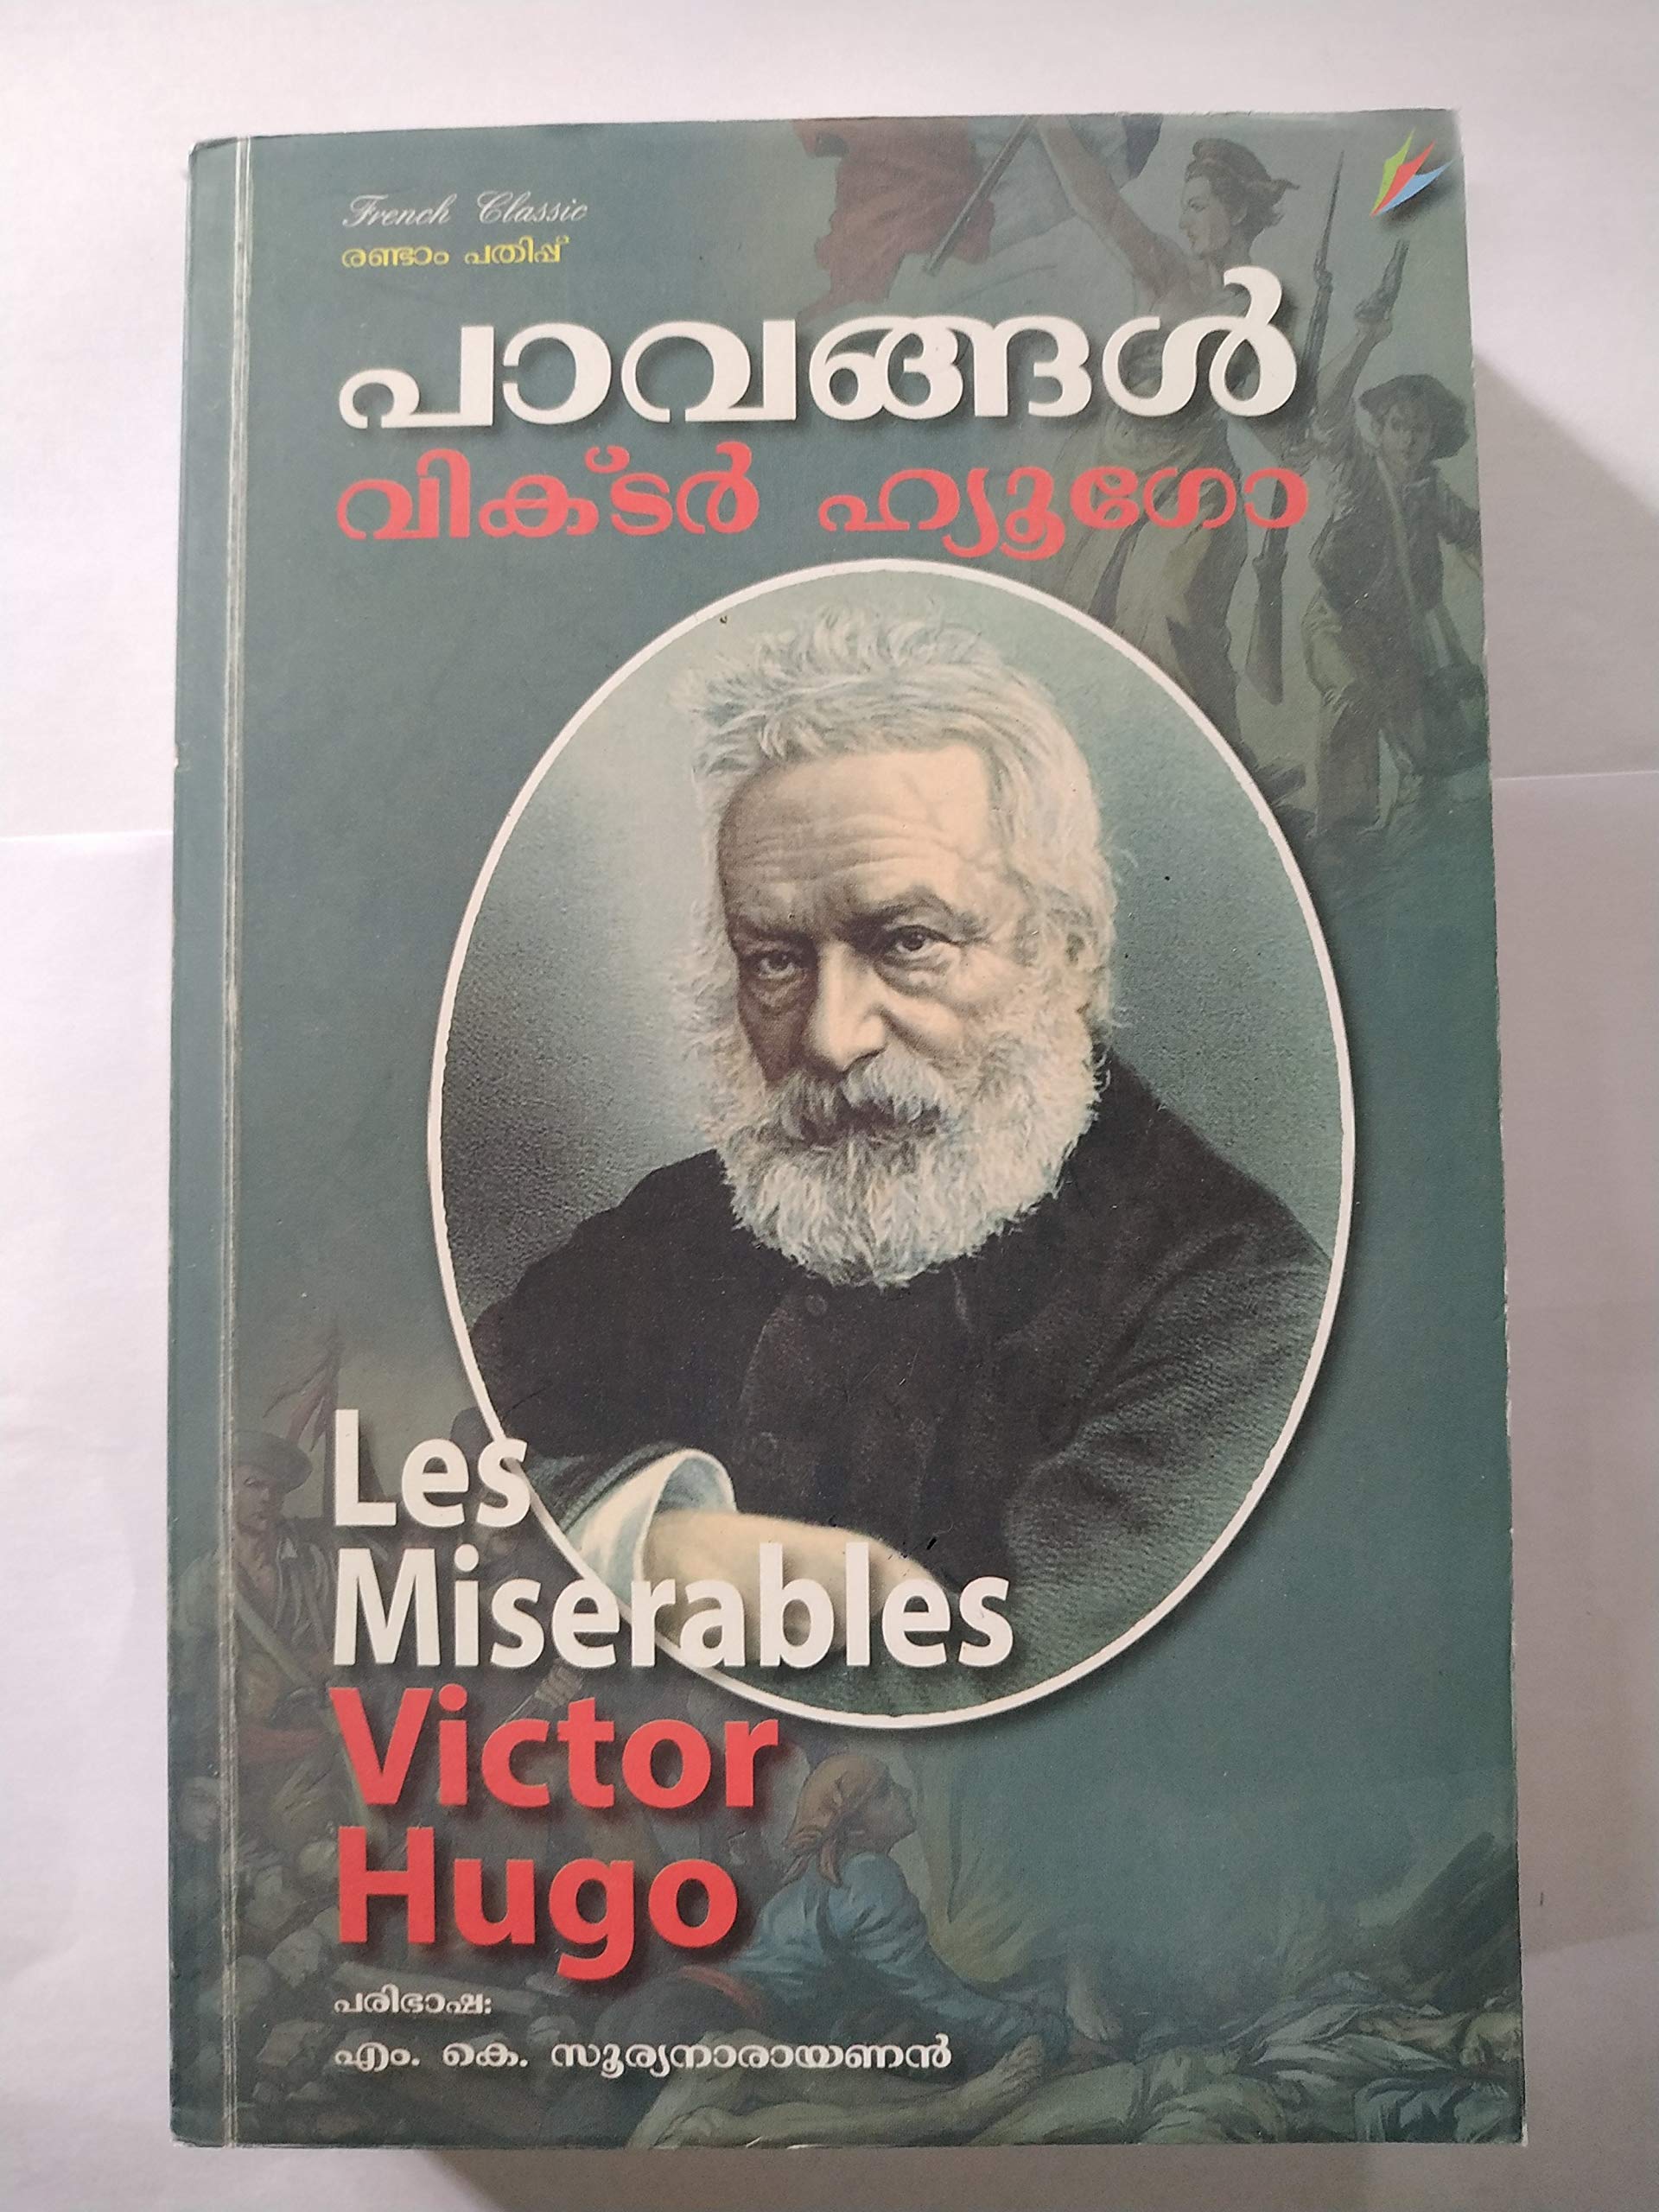 French Classic
രണ്ടാം പതിപ്പ്
പാവങ്ങൾ
വിക്ടർ ഹ്യൂഗോ
Les
Miserables
Victor
Hugo
പരിഭാഷ:
എം. കെ. സൂര്യനാരായണൻ